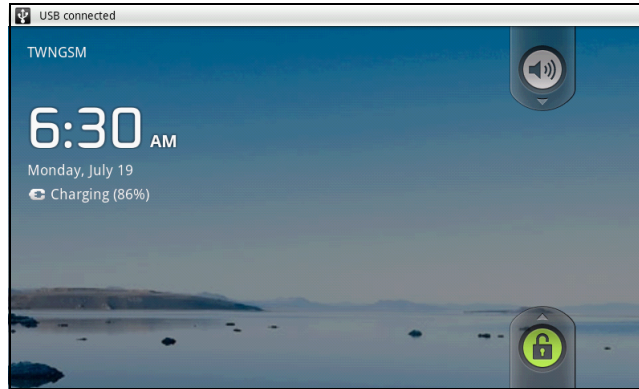 USB connected
TWNGSM
6:30 AM
Monday, July 19
Charging (86%)